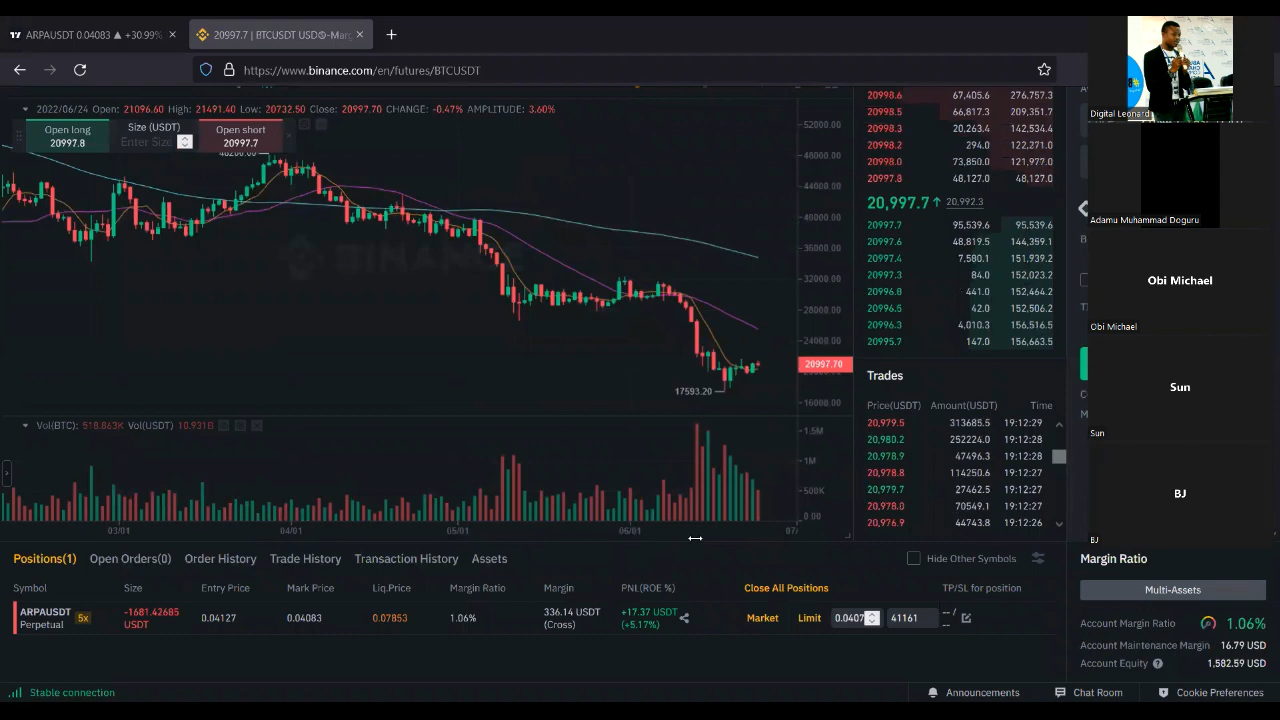 ARPAUSDT 0.04083 ▲ +30.99%
20997.7 | BTCUSDT USDⓈ-Mar
https://www.binance.com/en/futures/BTCUSDT
2022/06/24 Open: 21096.60 High: 21491.40 Low: 20732.50 Close: 20997.70 CHANGE: -0.47% AMPLITUDE: 3.60%
Open long
20997.8
Size (USDT)
Enter Size
Open short
20997.7
52000.00
48000.00
44000.00
40000.00
36000.00
32000.00
28000.00
24000.00
20997.70
16000.00
17593.20
BINANCE
Vol(BTC): 518.863K Vol(USDT) 10.931B
1.5M
1M
500K
0.00
03/01 04/01 05/01 06/01 07/
20998.6 67,405.6 276,757.3
20998.5 66,817.3 209,351.7
20998.3 20,263.4 142,534.4
20998.2 294.0 122,271.0
20998.0 73,850.0 121,977.0
20997.8 48,127.0 48,127.0
20,997.7↑ 20,992.3
20997.7 95,539.6 95,539.6
20997.6 48,819.5 144,359.1
20997.4 7,580.1 151,939.2
20997.3 84.0 152,023.2
20996.8 441.0 152,464.2
20996.5 42.0 152,506.2
20996.3 4,010.3 156,516.5
20995.7 147.0 156,663.5
Trades
Price(USDT) Amount(USDT) Time
20,979.5 313685.5 19:12:29
20,980.2 252224.0 19:12:28
20,978.9 47496.3 19:12:28
20,978.8 114250.6 19:12:27
20,979.7 27462.5 19:12:27
20,978.0 70549.1 19:12:27
20,976.9 44743.8 19:12:26
Digital Leonard
Adamu Muhammad Doguru
Obi Michael
Obi Michael
Sun
Sun
BJ
BJ
Positions(1) Open Orders(0) Order History Trade History Transaction History Assets
Hide Other Symbols
Symbol Size Entry Price Mark Price Liq.Price Margin Ratio Margin PNL(ROE %) Close All Positions TP/SL for position
ARPAUSDT
Perpetual
5x
-1681.42685
USDT
0.04127 0.04083 0.07853 1.06%
336.14 USDT
(Cross)
+17.37 USDT
(+5.17%)
Market Limit 0.0407 41161
-- /
--
Margin Ratio
Multi-Assets
Account Margin Ratio 1.06%
Account Maintenance Margin 16.79 USD
Account Equity 1,582.59 USD
Stable connection
Announcements Chat Room Cookie Preferences